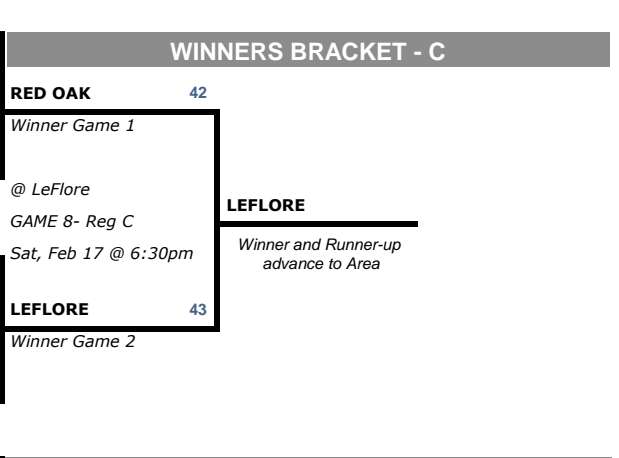 WINNERS BRACKET - C
RED OAK 42
Winner Game 1
@ LeFlore
GAME 8- Reg C
Sat, Feb 17 @ 6:30pm
LEFLORE
Winner and Runner-up
advance to Area
LEFLORE 43
Winner Game 2